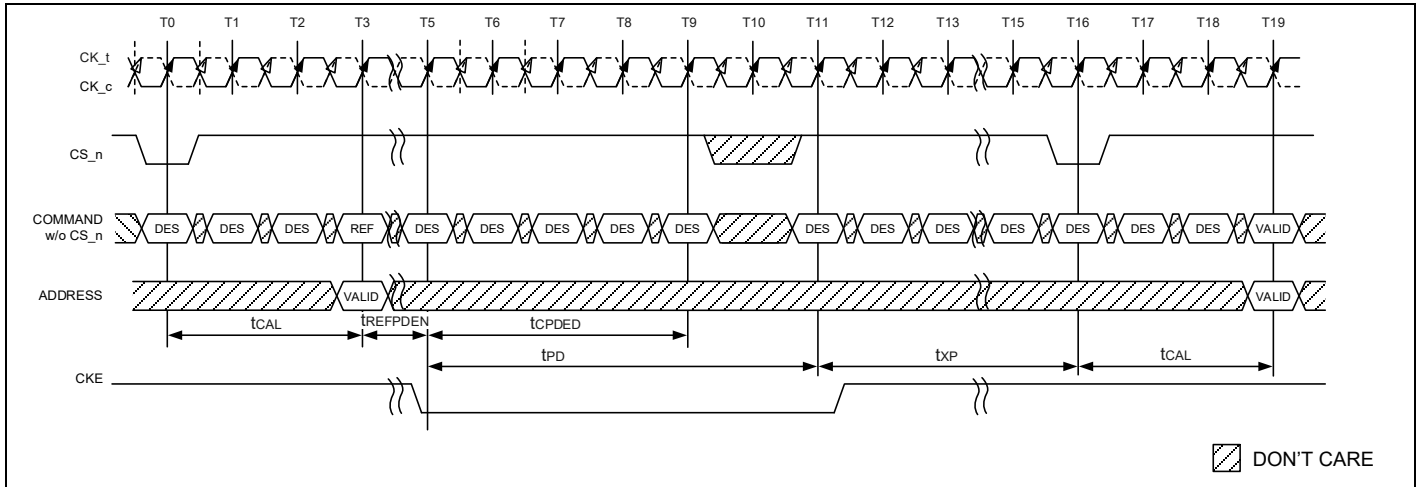 T0 T1 T2 T3 T5 T6 T7 T8 T9 T10 T11 T12 T13 T15 T16 T17 T18 T19
CK_t
CK_c
CS_n
COMMAND
w/o CS_n
DES DES DES REF DES DES DES DES DES DES DES DES DES DES DES DES VALID
ADDRESS
VALID VALID
tCAL tREFPDEN tCPDED
tPD tXP tCAL
CKE
DON'T CARE